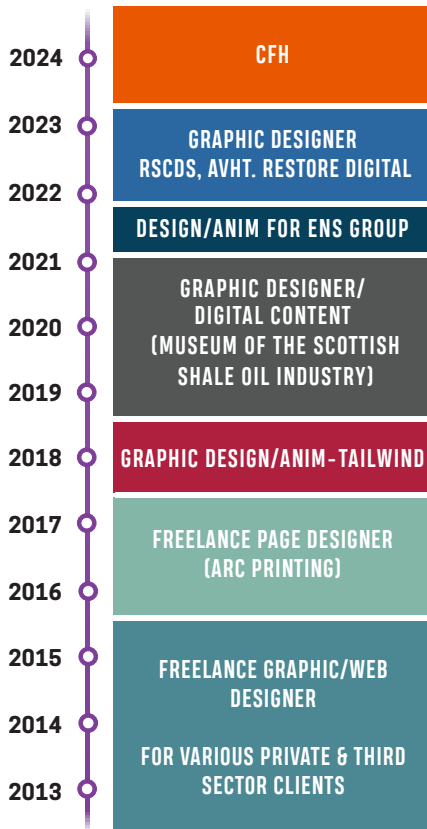 2024
CFH
2023
GRAPHIC DESIGNER
RSCDS, AVHT. RESTORE DIGITAL
2022
DESIGN/ANIM FOR ENS GROUP
2021
GRAPHIC DESIGNER/
DIGITAL CONTENT
(MUSEUM OF THE SCOTTISH
SHALE OIL INDUSTRY)
2020
2019
2018
GRAPHIC DESIGN/ANIM-TAILWIND
2017
FREELANCE PAGE DESIGNER
(ARC PRINTING)
2016
2015
FREELANCE GRAPHIC/WEB
DESIGNER
2014
FOR VARIOUS PRIVATE & THIRD
SECTOR CLIENTS
2013